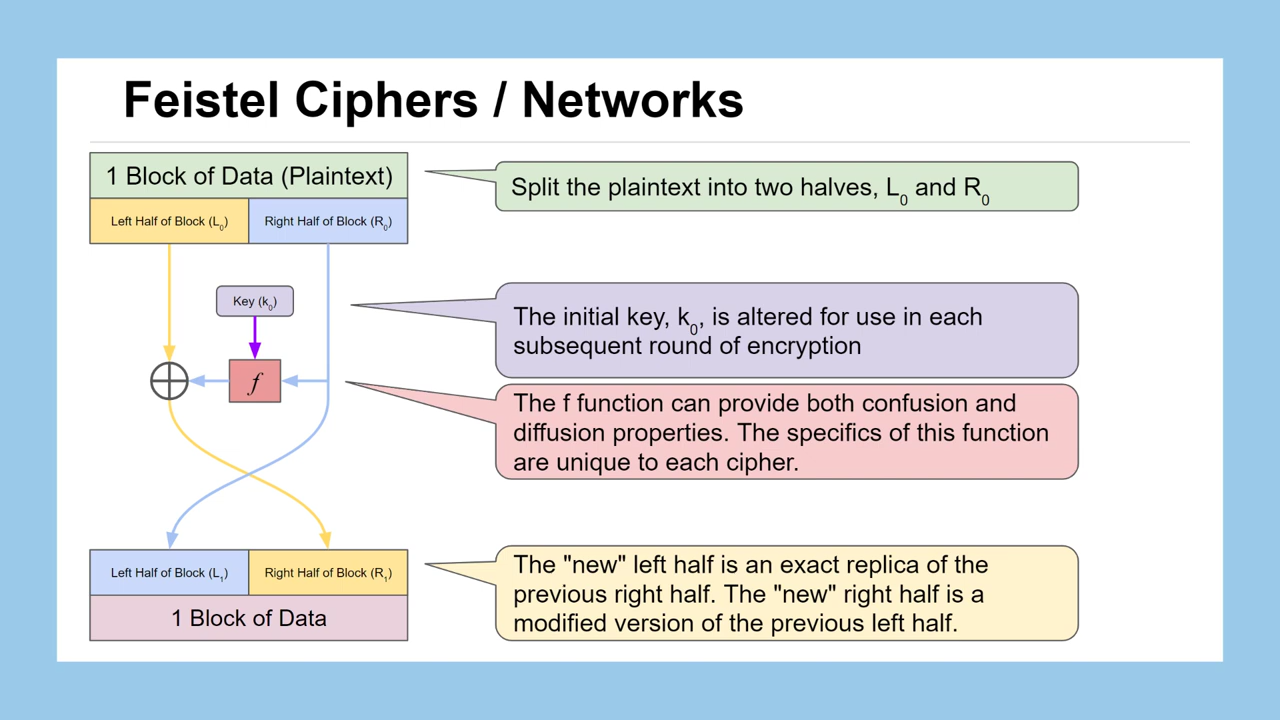 Feistel Ciphers / Networks
1 Block of Data (Plaintext)
Left Half of Block (L₀)
Right Half of Block (R₀)
Split the plaintext into two halves, L₀ and R₀
Key (k₀)
The initial key, k₀, is altered for use in each
subsequent round of encryption
f
The f function can provide both confusion and
diffusion properties. The specifics of this function
are unique to each cipher.
Left Half of Block (L₁)
Right Half of Block (R₁)
1 Block of Data
The "new" left half is an exact replica of the
previous right half. The "new" right half is a
modified version of the previous left half.